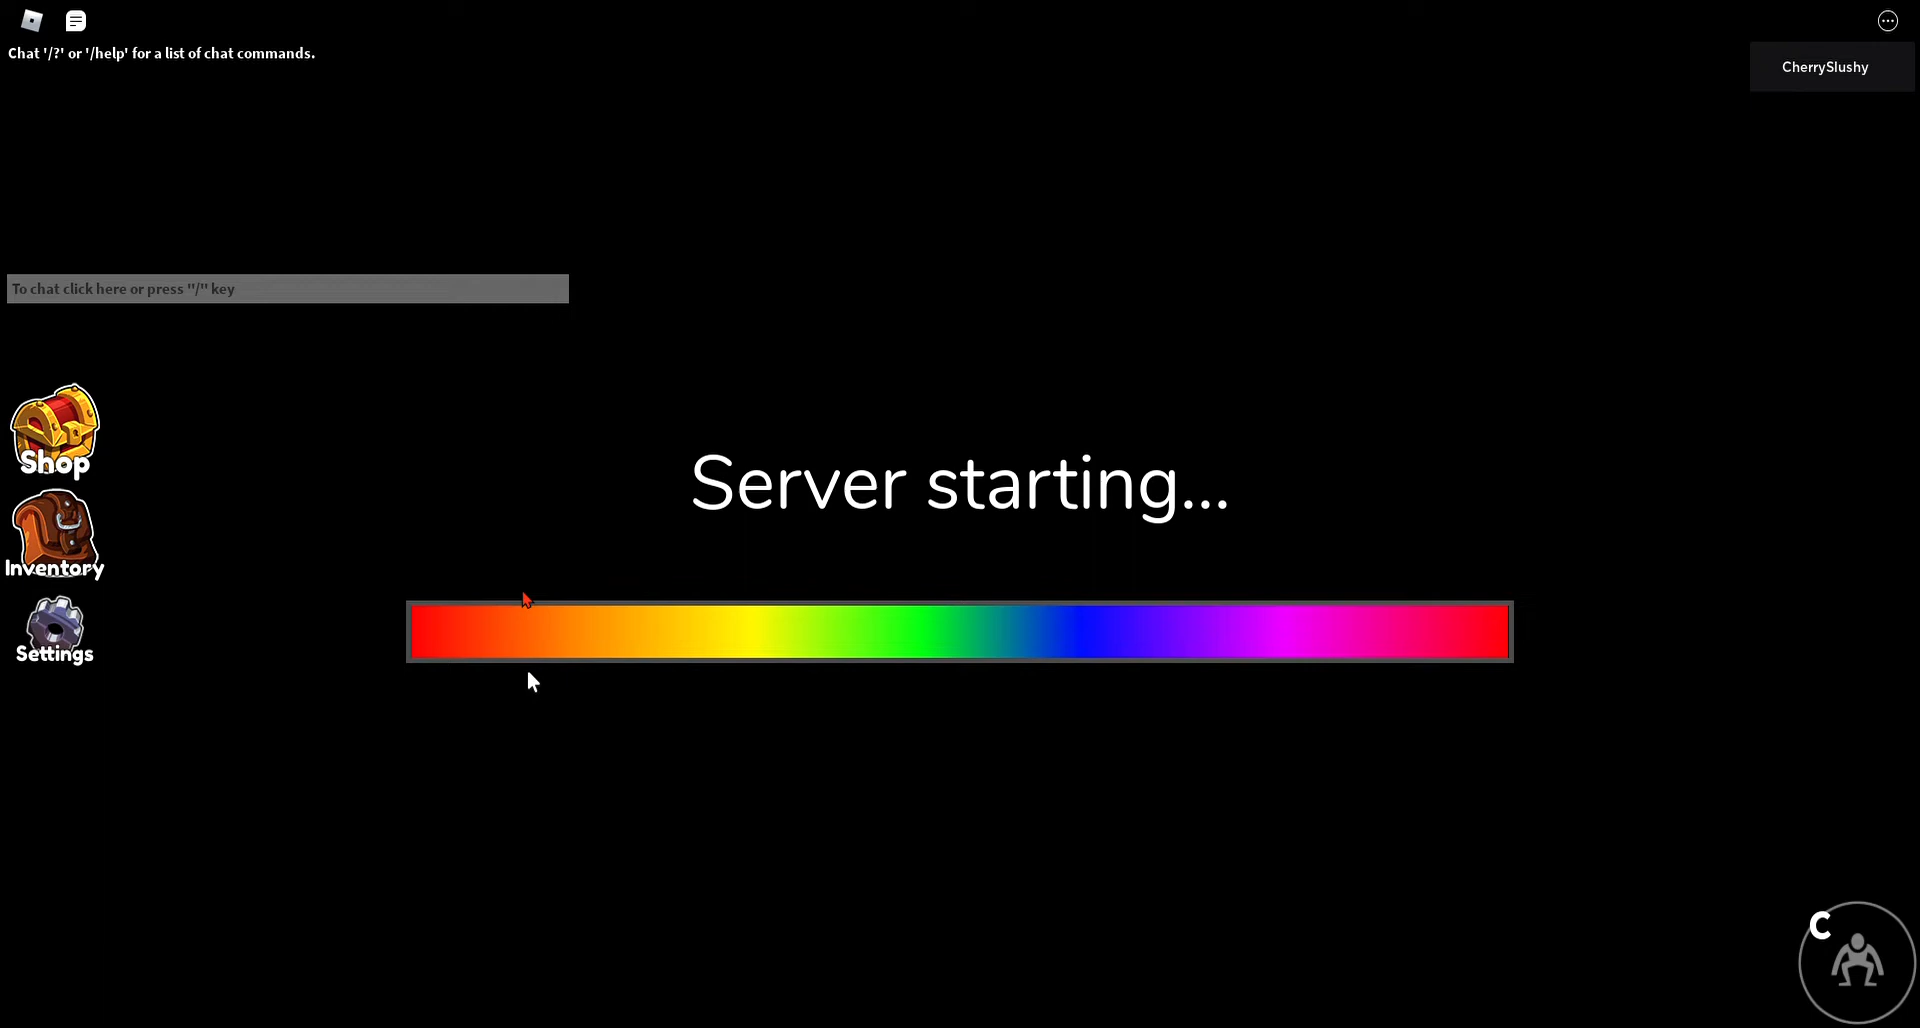 Chat '/?' or '/help' for a list of chat commands.
CherrySlushy
To chat click here or press "/" key
Shop
Server starting...
Inventory
Settings
C